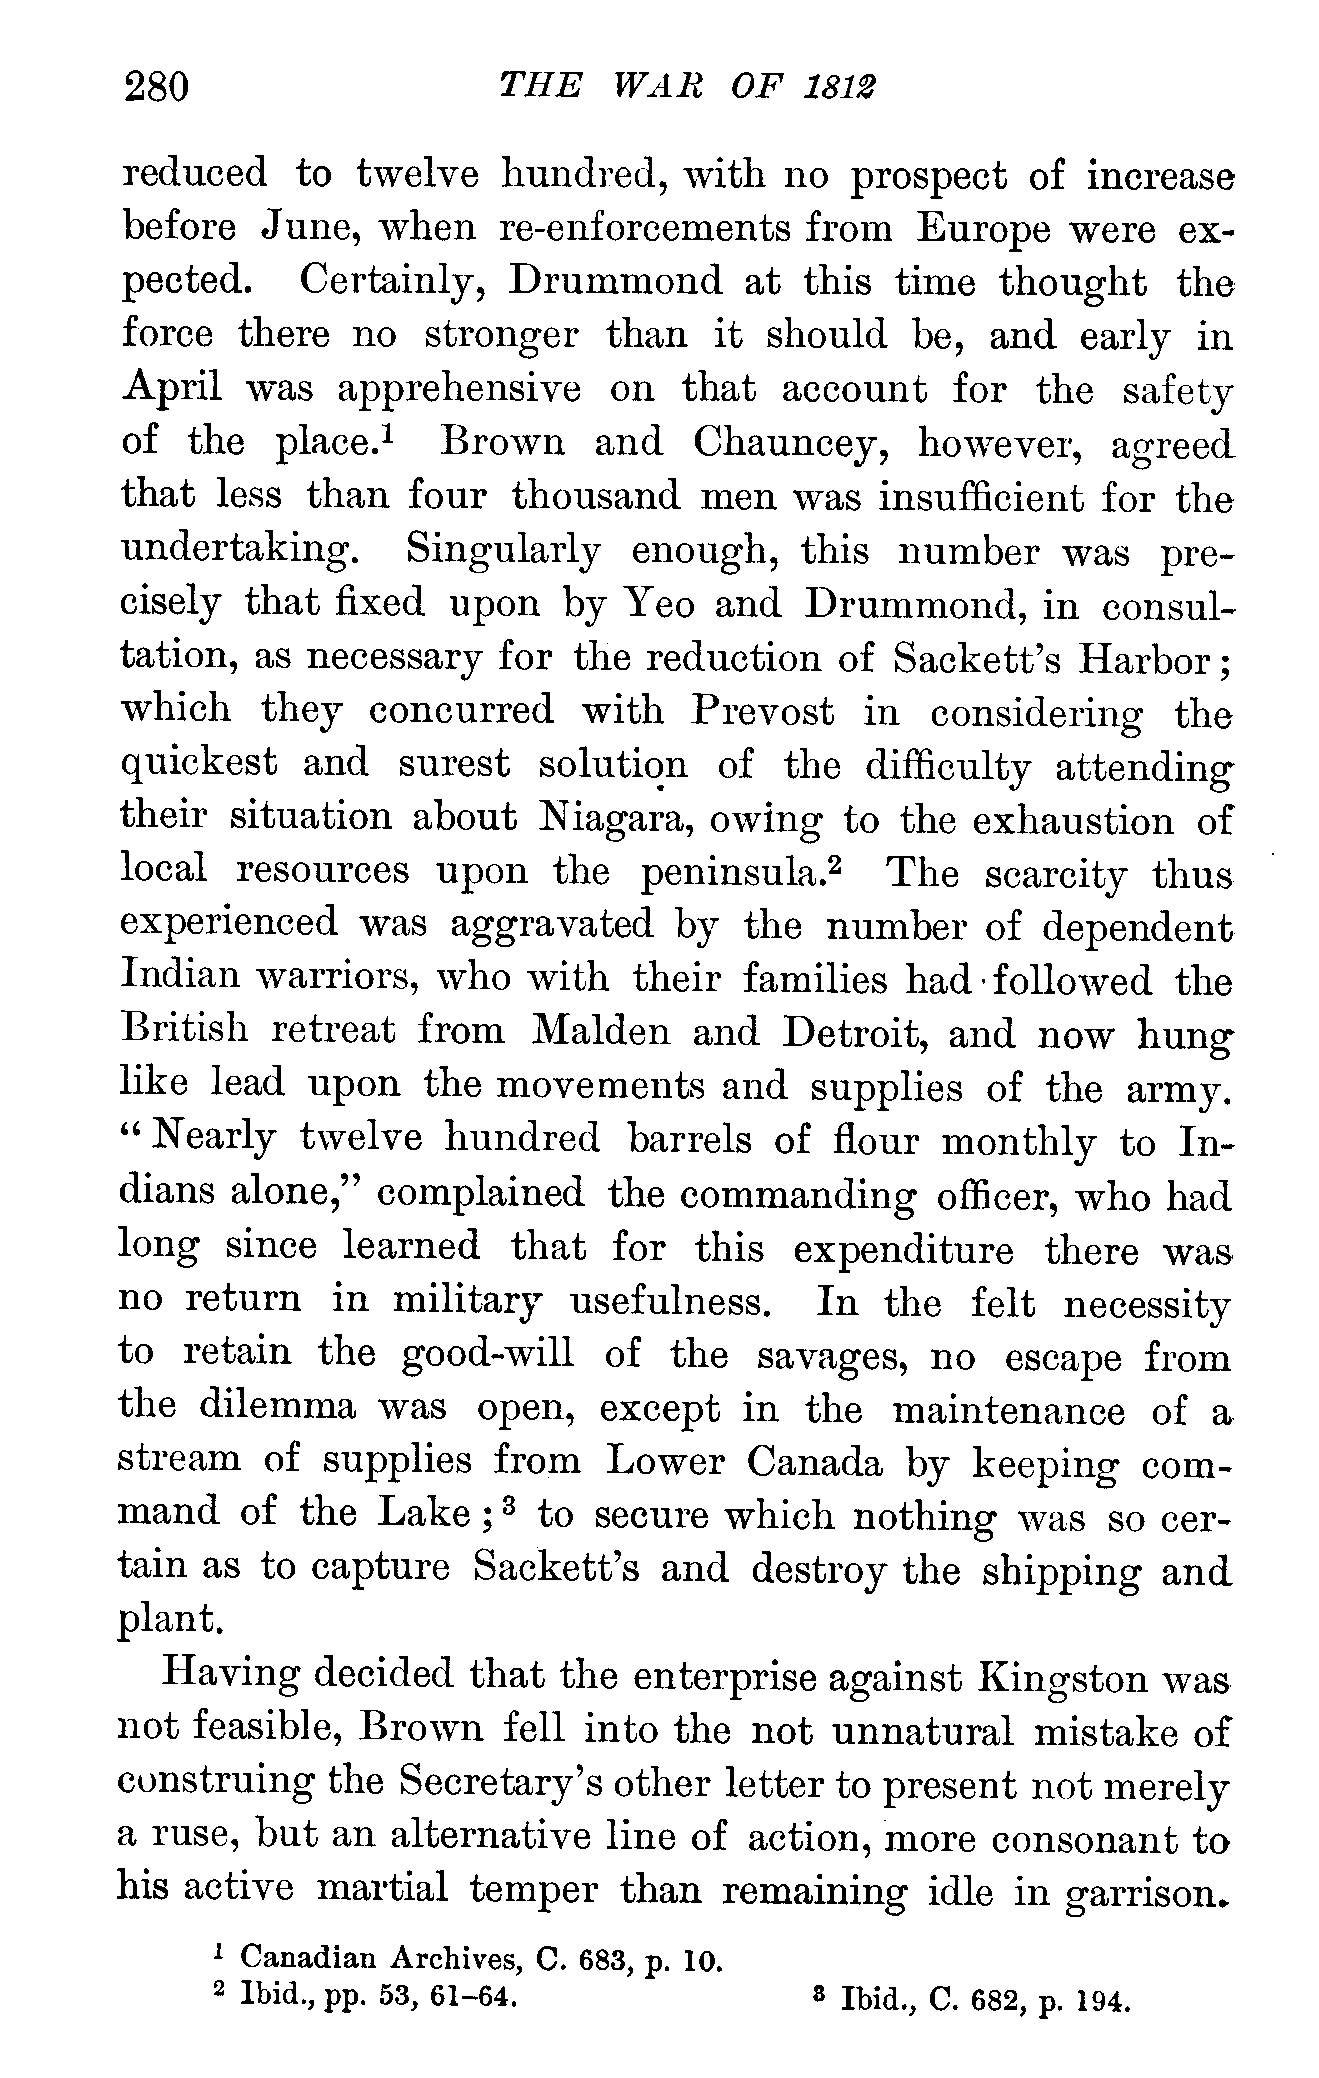 280 THE WAR OF 1812
reduced to twelve hundred, with no prospect of increase
before June, when re-enforcements from Europe were ex-
pected. Certainly, Drummond at this time thought the
force there no stronger than it should be, and early in
April was apprehensive on that account for the safety
of the place.¹ Brown and Chauncey, however, agreed
that less than four thousand men was insufficient for the
undertaking. Singularly enough, this number was pre-
cisely that fixed upon by Yeo and Drummond, in consul-
tation, as necessary for the reduction of Sackett's Harbor;
which they concurred with Prevost in considering the
quickest and surest solution of the difficulty attending
their situation about Niagara, owing to the exhaustion of
local resources upon the peninsula.² The scarcity thus
experienced was aggravated by the number of dependent
Indian warriors, who with their families had followed the
British retreat from Malden and Detroit, and now hung
like lead upon the movements and supplies of the army.
“Nearly twelve hundred barrels of flour monthly to In-
dians alone,” complained the commanding officer, who had
long since learned that for this expenditure there was
no return in military usefulness. In the felt necessity
to retain the good-will of the savages, no escape from
the dilemma was open, except in the maintenance of a
stream of supplies from Lower Canada by keeping com-
mand of the Lake;³ to secure which nothing was so cer-
tain as to capture Sackett's and destroy the shipping and
plant.
Having decided that the enterprise against Kingston was
not feasible, Brown fell into the not unnatural mistake of
construing the Secretary's other letter to present not merely
a ruse, but an alternative line of action, more consonant to
his active martial temper than remaining idle in garrison.
¹ Canadian Archives, C. 683, p. 10.
² Ibid., pp. 53, 61–64. ³ Ibid., C. 682, p. 194.